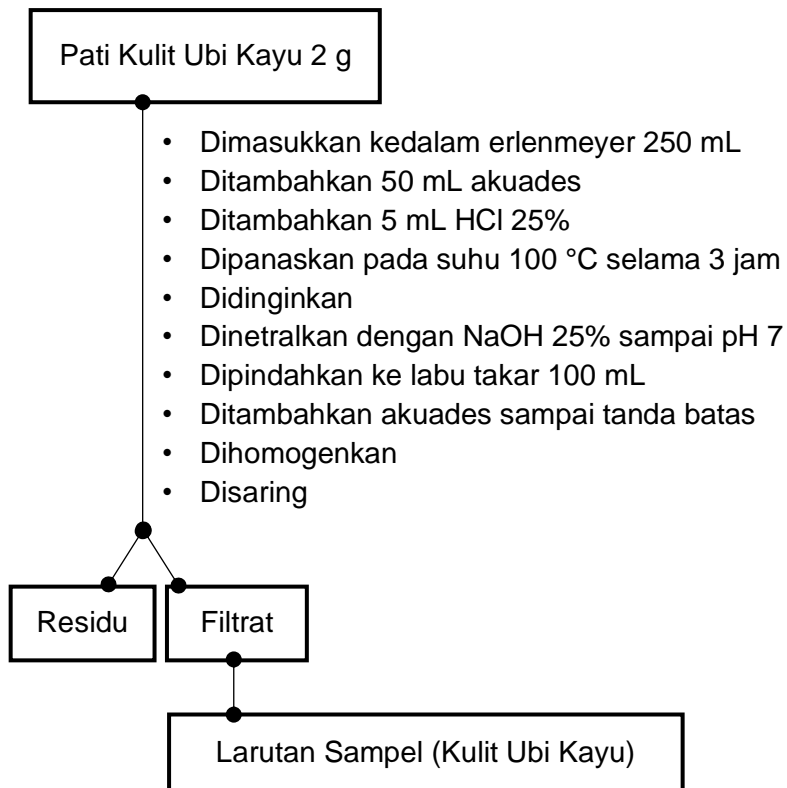 Pati Kulit Ubi Kayu 2 g
• Dimasukkan kedalam erlenmeyer 250 mL
• Ditambahkan 50 mL akuades
• Ditambahkan 5 mL HCl 25%
• Dipanaskan pada suhu 100 °C selama 3 jam
• Didinginkan
• Dinetralkan dengan NaOH 25% sampai pH 7
• Dipindahkan ke labu takar 100 mL
• Ditambahkan akuades sampai tanda batas
• Dihomogenkan
• Disaring
Residu
Filtrat
Larutan Sampel (Kulit Ubi Kayu)